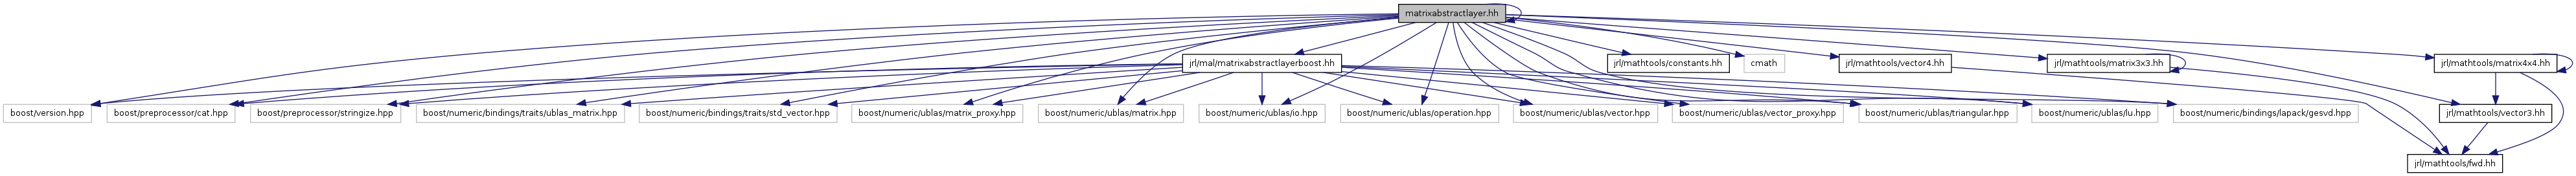 matrixabstractlayer.hh
jrl/mal/matrixabstractlayerboost.hh
jrl/mathtools/constants.hh
cmath
jrl/mathtools/vector4.hh
jrl/mathtools/matrix3x3.hh
jrl/mathtools/matrix4x4.hh
boost/version.hpp
boost/preprocessor/cat.hpp
boost/preprocessor/stringize.hpp
boost/numeric/bindings/traits/ublas_matrix.hpp
boost/numeric/bindings/traits/std_vector.hpp
boost/numeric/ublas/matrix_proxy.hpp
boost/numeric/ublas/matrix.hpp
boost/numeric/ublas/io.hpp
boost/numeric/ublas/operation.hpp
boost/numeric/ublas/vector.hpp
boost/numeric/ublas/vector_proxy.hpp
boost/numeric/ublas/triangular.hpp
boost/numeric/ublas/lu.hpp
boost/numeric/bindings/lapack/gesvd.hpp
jrl/mathtools/vector3.hh
jrl/mathtools/fwd.hh